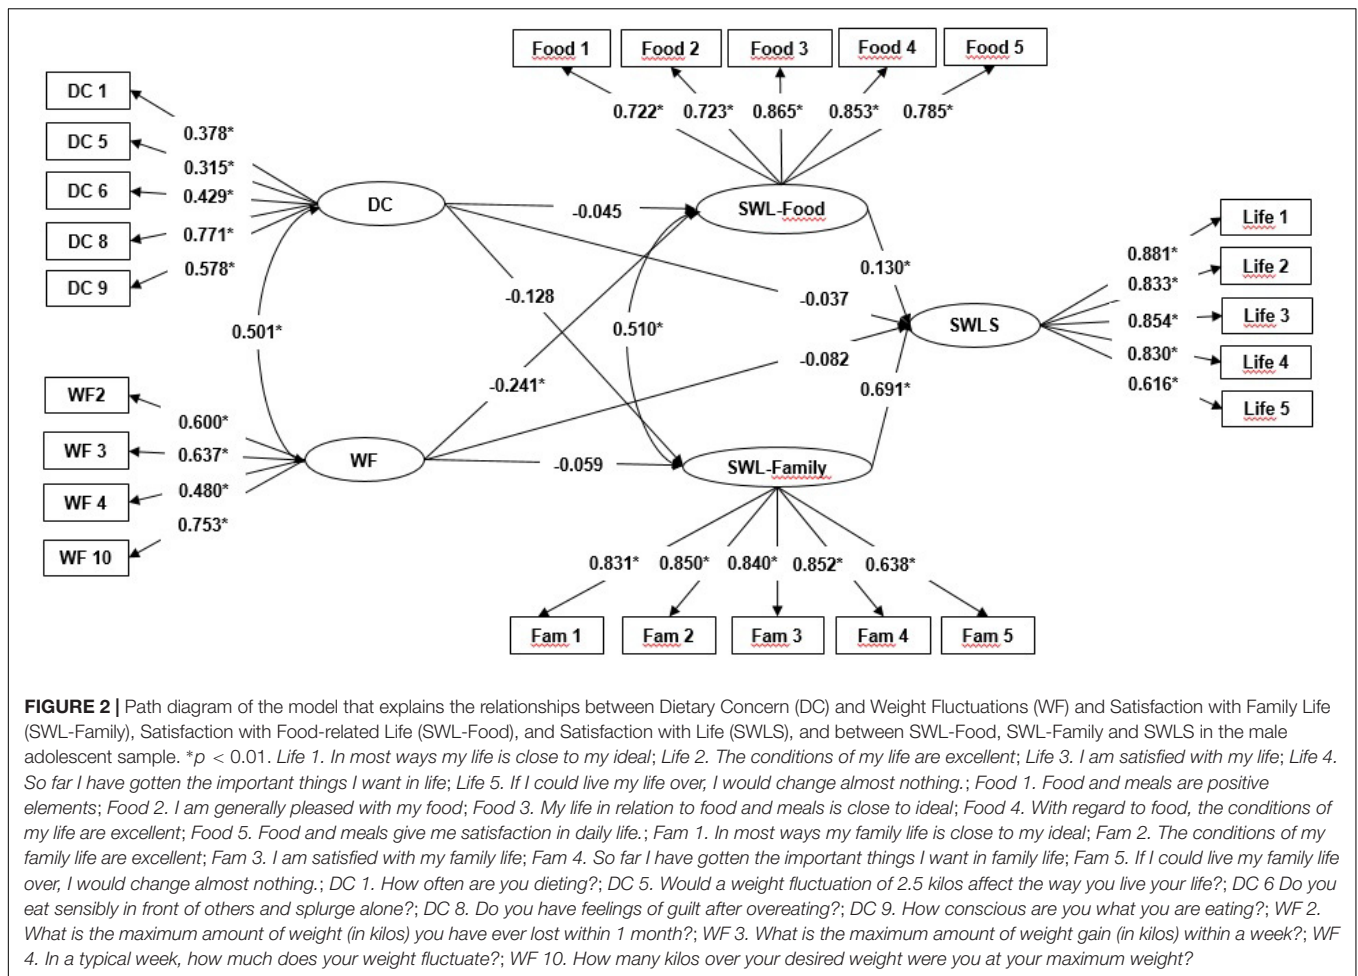 Food 1
Food 2
Food 3
Food 4
Food 5
0.722*
0.723*
0.865*
0.853*
0.785*
DC 1
DC 5
DC 6
DC 8
DC 9
0.378*
0.315*
0.429*
0.771*
0.578*
DC
-0.045
SWL-Food
0.130*
-0.037
-0.128
0.510*
0.501*
-0.082
-0.241*
0.691*
SWLS
0.881*
0.833*
0.854*
0.830*
0.616*
Life 1
Life 2
Life 3
Life 4
Life 5
WF2
WF 3
WF 4
WF 10
0.600*
0.637*
0.480*
0.753*
WF
-0.059
SWL-Family
0.831*
0.850*
0.840*
0.852*
0.638*
Fam 1
Fam 2
Fam 3
Fam 4
Fam 5
FIGURE 2 | Path diagram of the model that explains the relationships between Dietary Concern (DC) and Weight Fluctuations (WF) and Satisfaction with Family Life
(SWL-Family), Satisfaction with Food-related Life (SWL-Food), and Satisfaction with Life (SWLS), and between SWL-Food, SWL-Family and SWLS in the male
adolescent sample. *p < 0.01. Life 1. In most ways my life is close to my ideal; Life 2. The conditions of my life are excellent; Life 3. I am satisfied with my life; Life 4.
So far I have gotten the important things I want in life; Life 5. If I could live my life over, I would change almost nothing.; Food 1. Food and meals are positive
elements; Food 2. I am generally pleased with my food; Food 3. My life in relation to food and meals is close to ideal; Food 4. With regard to food, the conditions of
my life are excellent; Food 5. Food and meals give me satisfaction in daily life.; Fam 1. In most ways my family life is close to my ideal; Fam 2. The conditions of my
family life are excellent; Fam 3. I am satisfied with my family life; Fam 4. So far I have gotten the important things I want in family life; Fam 5. If I could live my family life
over, I would change almost nothing.; DC 1. How often are you dieting?; DC 5. Would a weight fluctuation of 2.5 kilos affect the way you live your life?; DC 6 Do you
eat sensibly in front of others and splurge alone?; DC 8. Do you have feelings of guilt after overeating?; DC 9. How conscious are you what you are eating?; WF 2.
What is the maximum amount of weight (in kilos) you have ever lost within 1 month?; WF 3. What is the maximum amount of weight gain (in kilos) within a week?; WF
4. In a typical week, how much does your weight fluctuate?; WF 10. How many kilos over your desired weight were you at your maximum weight?